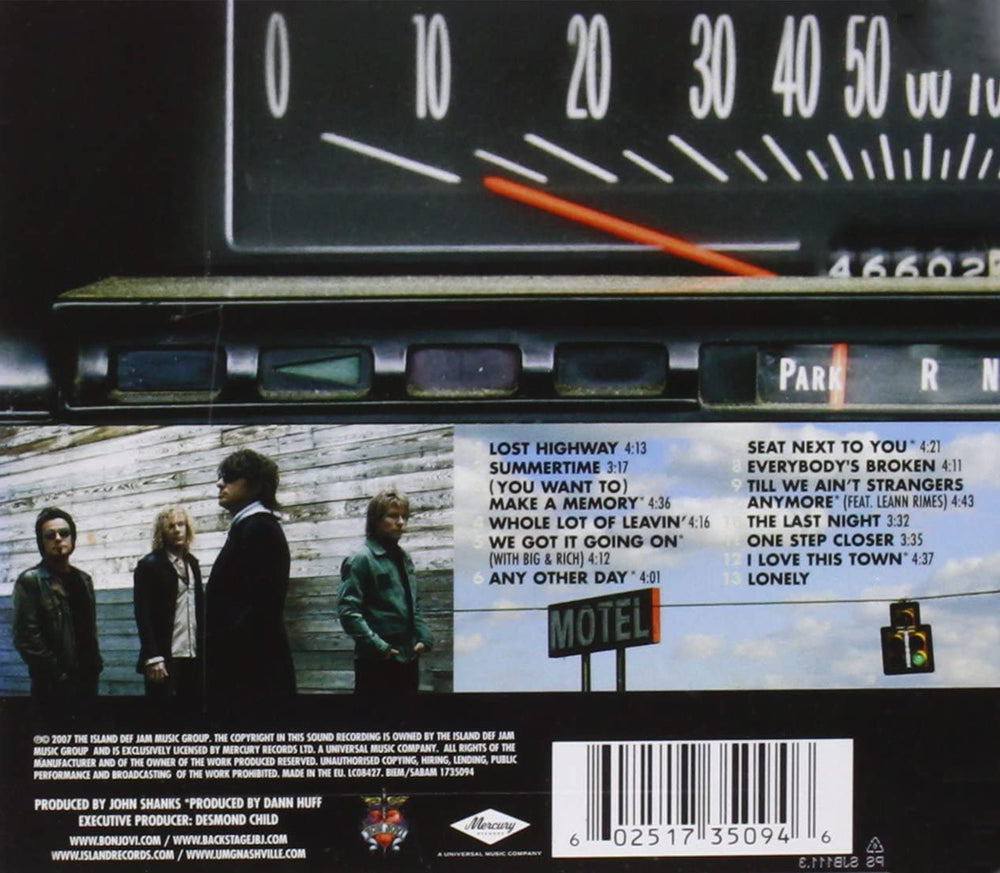 0 10 20 30 40 50
46602
PARK R N
LOST HIGHWAY 4:13
SUMMERTIME 3:17
(YOU WANT TO)
MAKE A MEMORY* 4:36
4 WHOLE LOT OF LEAVIN' 4:16
5 WE GOT IT GOING ON*
(WITH BIG & RICH) 4:12
6 ANY OTHER DAY* 4:01
SEAT NEXT TO YOU* 4:21
8 EVERYBODY'S BROKEN 4:11
9 TILL WE AIN'T STRANGERS
ANYMORE* (FEAT. LEANN RIMES) 4:43
10 THE LAST NIGHT 3:32
11 ONE STEP CLOSER 3:35
12 I LOVE THIS TOWN* 4:37
13 LONELY
MOTEL
℗© 2007 THE ISLAND DEF JAM MUSIC GROUP. THE COPYRIGHT IN THIS SOUND RECORDING IS OWNED BY THE ISLAND DEF JAM
MUSIC GROUP AND IS EXCLUSIVELY LICENSED BY MERCURY RECORDS LTD. A UNIVERSAL MUSIC COMPANY. ALL RIGHTS OF THE
MANUFACTURER AND OF THE OWNER OF THE WORK PRODUCED RESERVED. UNAUTHORISED COPYING, HIRING, LENDING, PUBLIC
PERFORMANCE AND BROADCASTING OF THE WORK PROHIBITED. MADE IN THE EU. LC08427. BIEM/SABAM 1735094
PRODUCED BY JOHN SHANKS *PRODUCED BY DANN HUFF
EXECUTIVE PRODUCER: DESMOND CHILD
WWW.BONJOVI.COM / WWW.BACKSTAGEJBJ.COM
WWW.ISLANDRECORDS.COM / WWW.UMGNASHVILLE.COM
Mercury
RECORDS
A UNIVERSAL MUSIC COMPANY
6 02517 35094 6
PS SJB111.3